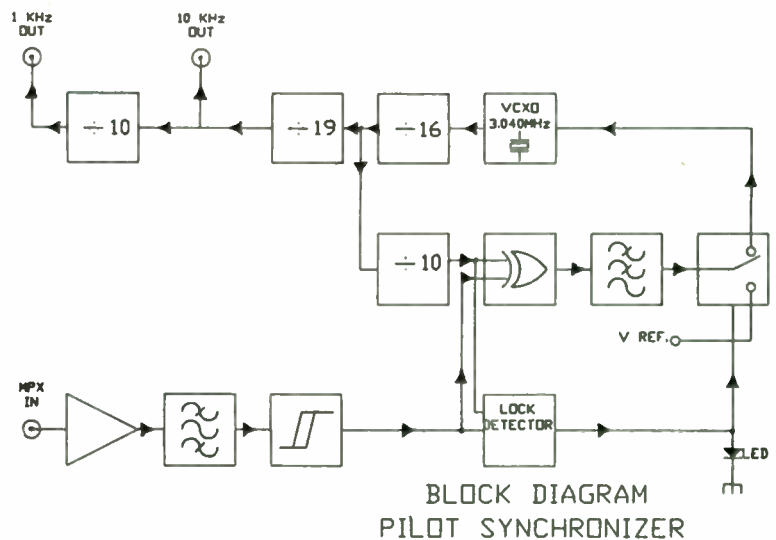 1 KHz
OUT
10 KHz
OUT
÷10
÷19
÷16
VCXO
3.040MHz
÷10
V REF.
MPX
IN
LOCK
DETECTOR
LED
BLOCK DIAGRAM
PILOT SYNCHRONIZER